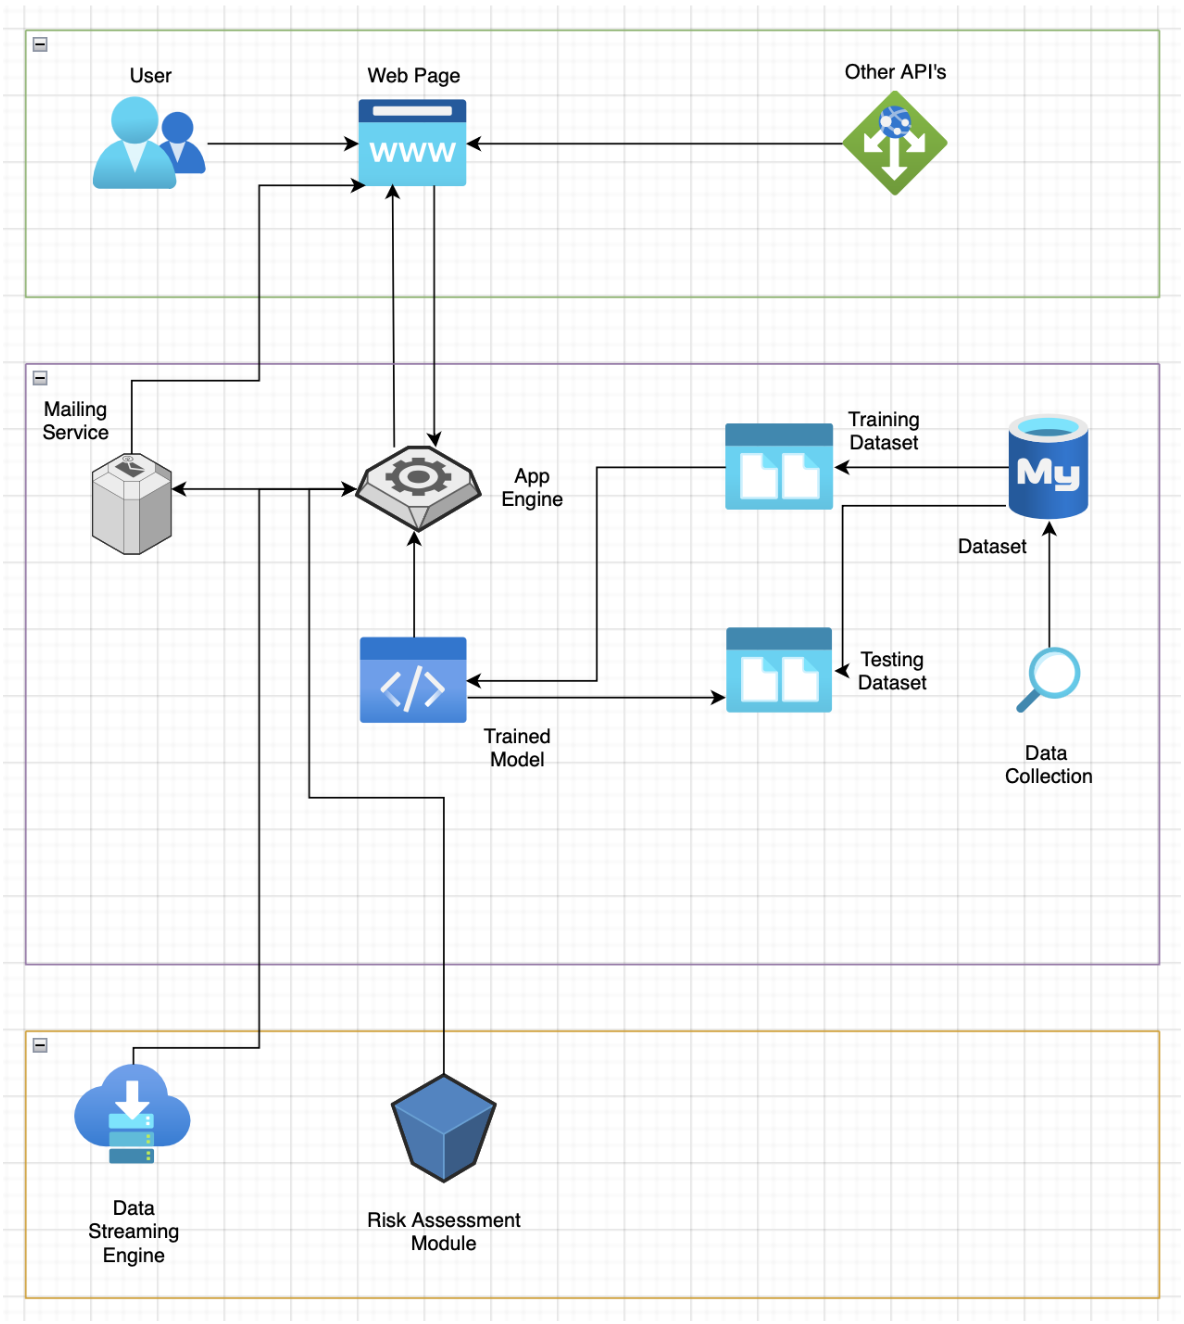 User
Web Page
Other API's
WWW
Mailing
Service
App
Engine
Training
Dataset
My
Dataset
Testing
Dataset
</>
Trained
Model
Data
Collection
Data
Streaming
Engine
Risk Assessment
Module